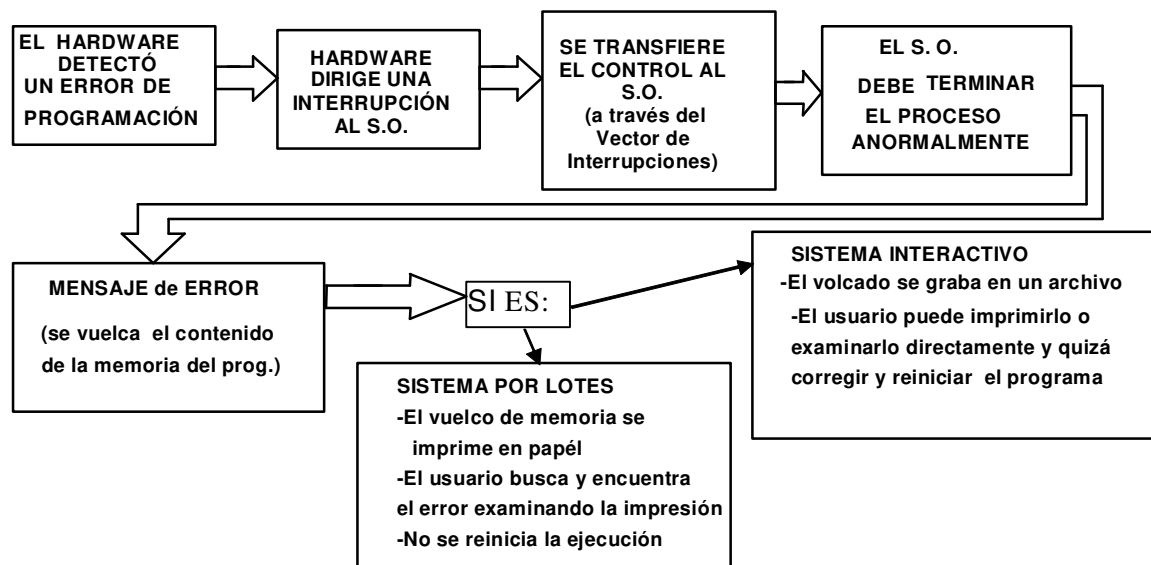 EL HARDWARE
DETECTÓ
UN ERROR DE
PROGRAMACIÓN
HARDWARE
DIRIGE UNA
INTERRUPCIÓN
AL S.O.
SE TRANSFIERE
EL CONTROL AL
S.O.
(a través del
Vector de
Interrupciones)
EL S. O.
DEBE TERMINAR
EL PROCESO
ANORMALMENTE
MENSAJE de ERROR
(se vuelca el contenido
de la memoria del prog.)
SI ES:
SISTEMA INTERACTIVO
-El volcado se graba en un archivo
-El usuario puede imprimirlo o
examinarlo directamente y quizá
corregir y reiniciar el programa
SISTEMA POR LOTES
-El vuelco de memoria se
imprime en papél
-El usuario busca y encuentra
el error examinando la impresión
-No se reinicia la ejecución